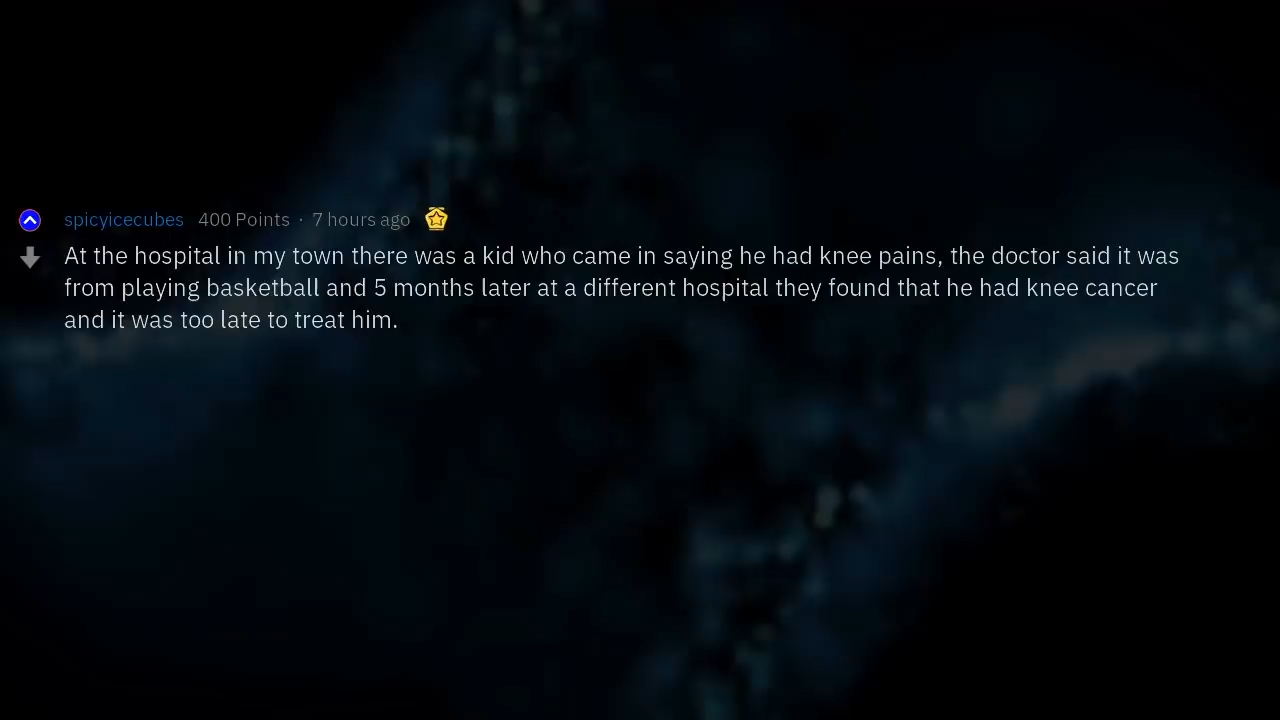 spicyicecubes 400 Points · 7 hours ago
At the hospital in my town there was a kid who came in saying he had knee pains, the doctor said it was
from playing basketball and 5 months later at a different hospital they found that he had knee cancer
and it was too late to treat him.